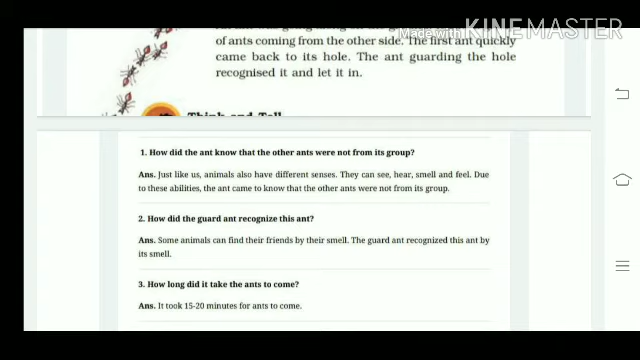 Made with KINEMASTER
of ants coming from the other side. The first ant quickly
came back to its hole. The ant guarding the hole
recognised it and let it in.
Think and Tell
1. How did the ant know that the other ants were not from its group?
Ans. Just like us, animals also have different senses. They can see, hear, smell and feel. Due
to these abilities, the ant came to know that the other ants were not from its group.
2. How did the guard ant recognize this ant?
Ans. Some animals can find their friends by their smell. The guard ant recognized this ant by
its smell.
3. How long did it take the ants to come?
Ans. It took 15-20 minutes for ants to come.